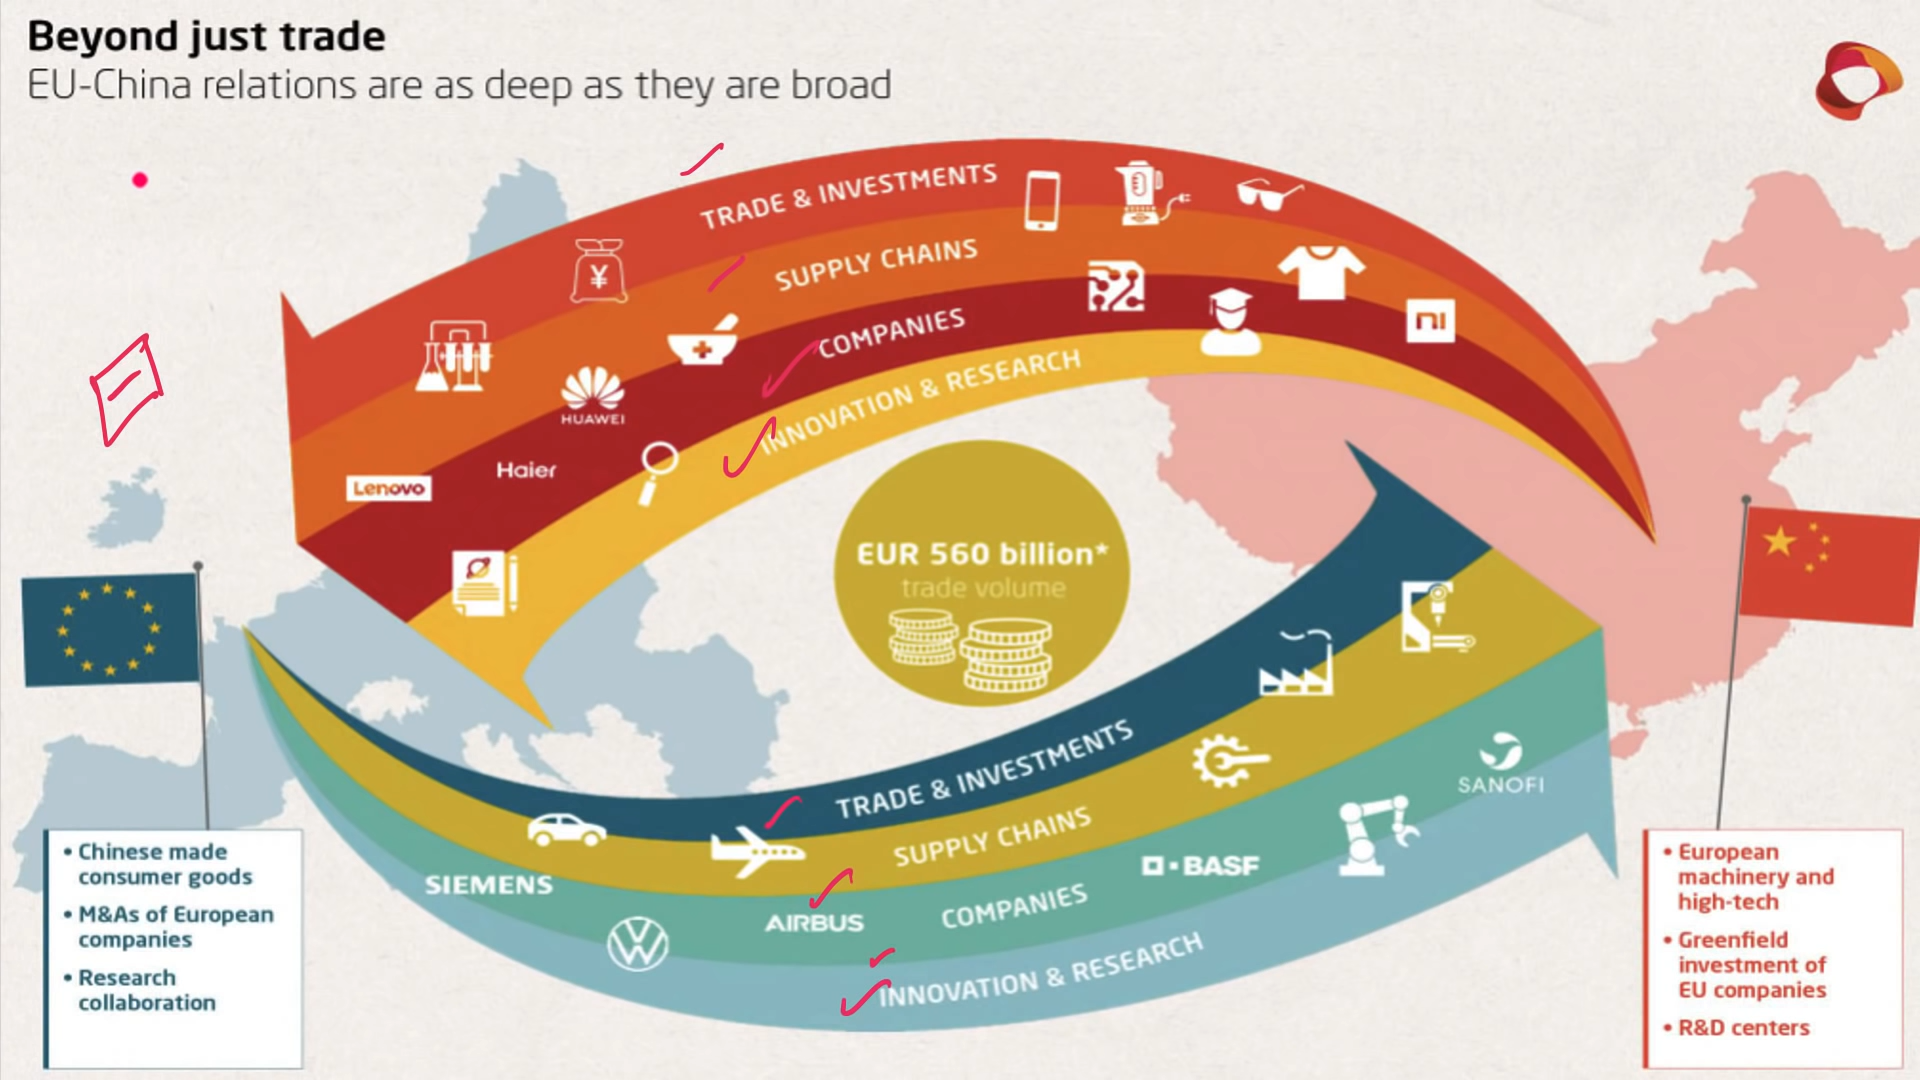 Beyond just trade
EU-China relations are as deep as they are broad
TRADE & INVESTMENTS
SUPPLY CHAINS
COMPANIES
INNOVATION & RESEARCH
¥
HUAWEI
Haier
Lenovo
EUR 560 billion*
trade volume
TRADE & INVESTMENTS
SUPPLY CHAINS
COMPANIES
INNOVATION & RESEARCH
SIEMENS
AIRBUS
BASF
SANOFI
• Chinese made
consumer goods
• M&As of European
companies
• Research
collaboration
• European
machinery and
high-tech
• Greenfield
investment of
EU companies
• R&D centers